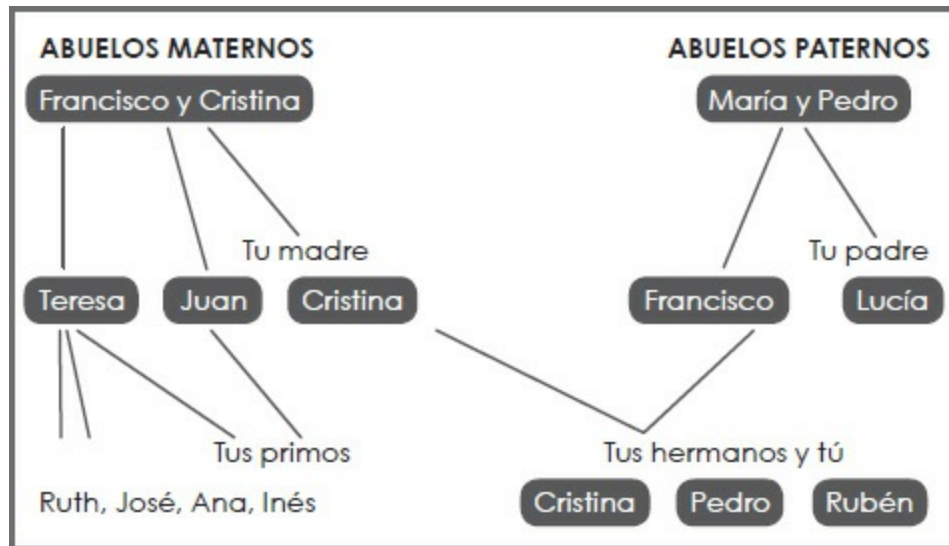 ABUELOS MATERNOS
ABUELOS PATERNOS
Francisco y Cristina
María y Pedro
Tu madre
Tu padre
Teresa
Juan
Cristina
Francisco
Lucía
Tus primos
Tus hermanos y tú
Ruth, José, Ana, Inés
Cristina
Pedro
Rubén